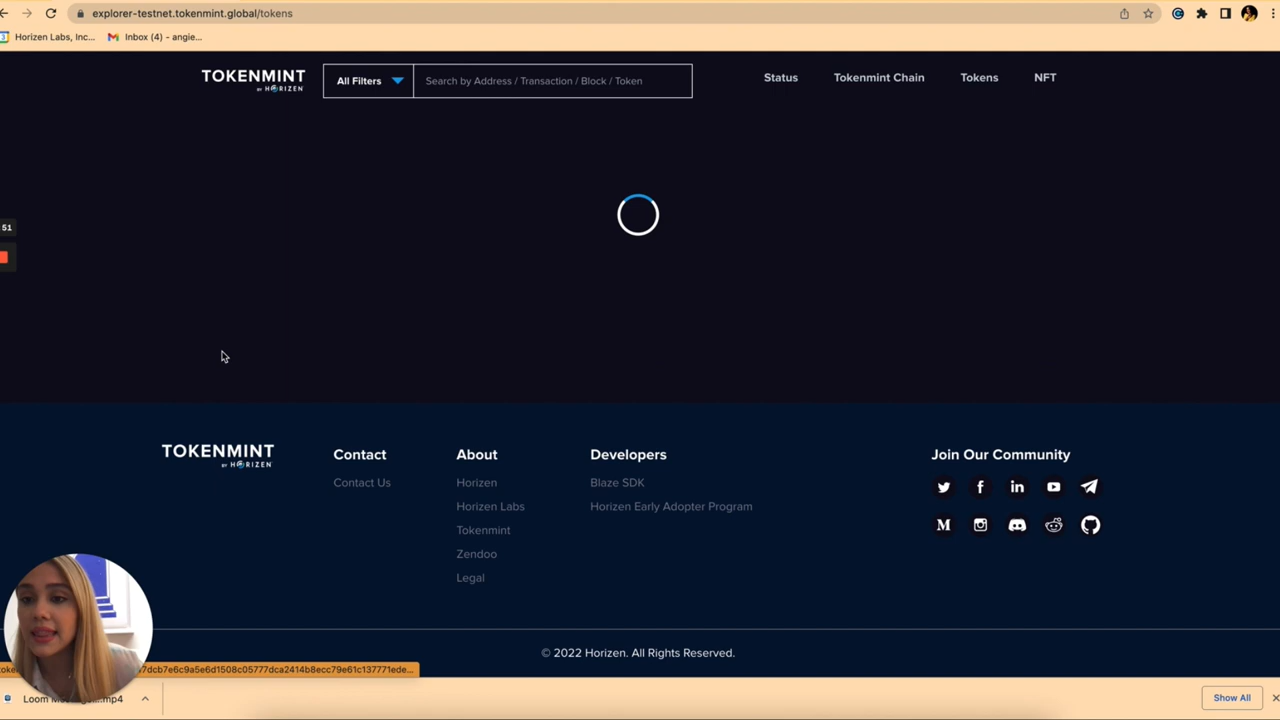 explorer-testnet.tokenmint.global/tokens
Horizen Labs, Inc... Inbox (4) – angie...
TOKENMINT
BY HORIZEN
All Filters
Search by Address / Transaction / Block / Token
Status Tokenmint Chain Tokens NFT
51
TOKENMINT
BY HORIZEN
Contact
Contact Us
About
Horizen
Horizen Labs
Tokenmint
Zendoo
Legal
Developers
Blaze SDK
Horizen Early Adopter Program
Join Our Community
© 2022 Horizen. All Rights Reserved.
7dcb7e6c9a5e6d1508c05777dca2414b8ecc79e61c137771ede...
Loom M .mp4
Show All